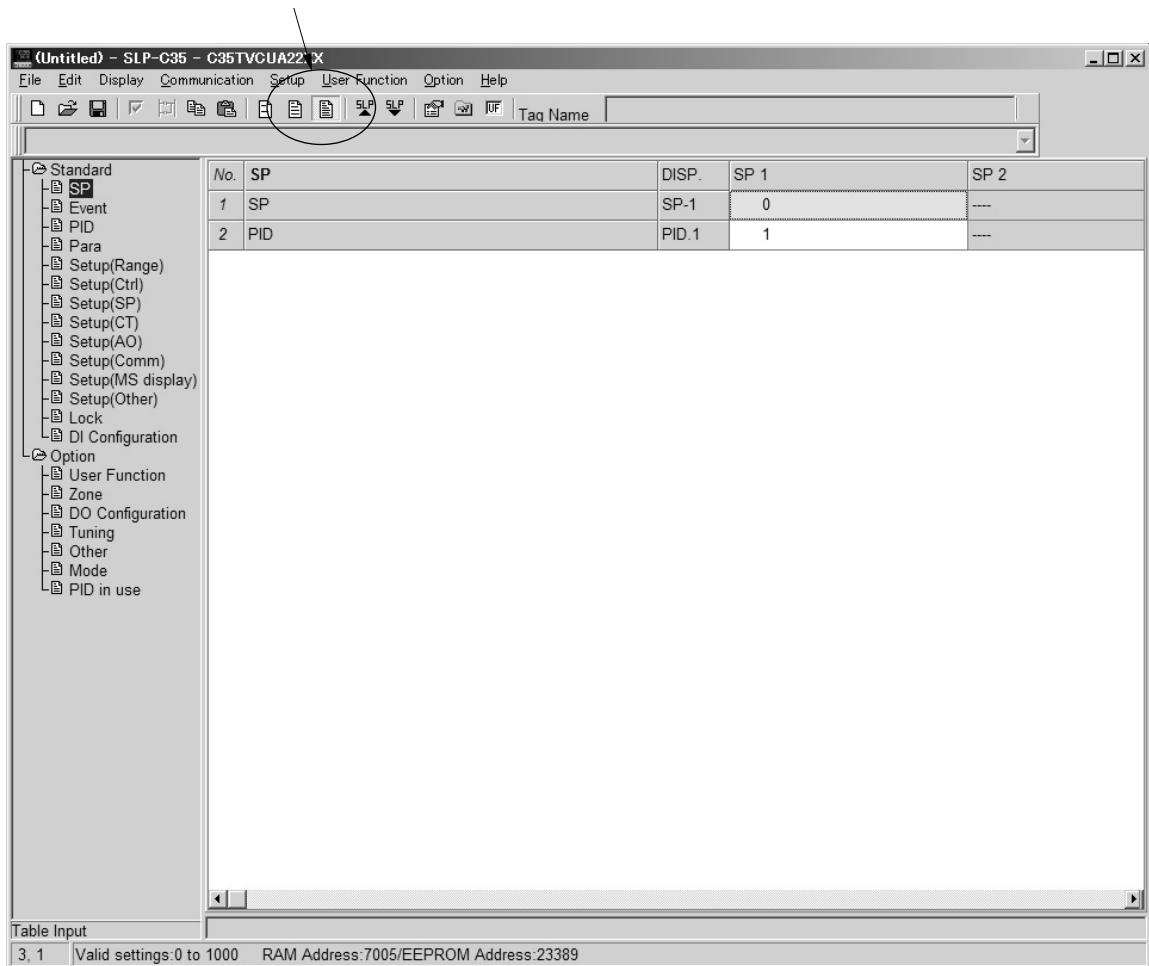 (Untitled) - SLP-C35 - C35TVCUA22XX
File Edit Display Communication Setup User Function Option Help
SLP SLP UF Tag Name
Standard
SP
Event
PID
Para
Setup(Range)
Setup(Ctrl)
Setup(SP)
Setup(CT)
Setup(AO)
Setup(Comm)
Setup(MS display)
Setup(Other)
Lock
DI Configuration
Option
User Function
Zone
DO Configuration
Tuning
Other
Mode
PID in use
No. SP DISP. SP 1 SP 2
1 SP SP-1 0 ----
2 PID PID.1 1 ----
Table Input
3, 1 Valid settings:0 to 1000 RAM Address:7005/EEPROM Address:23389